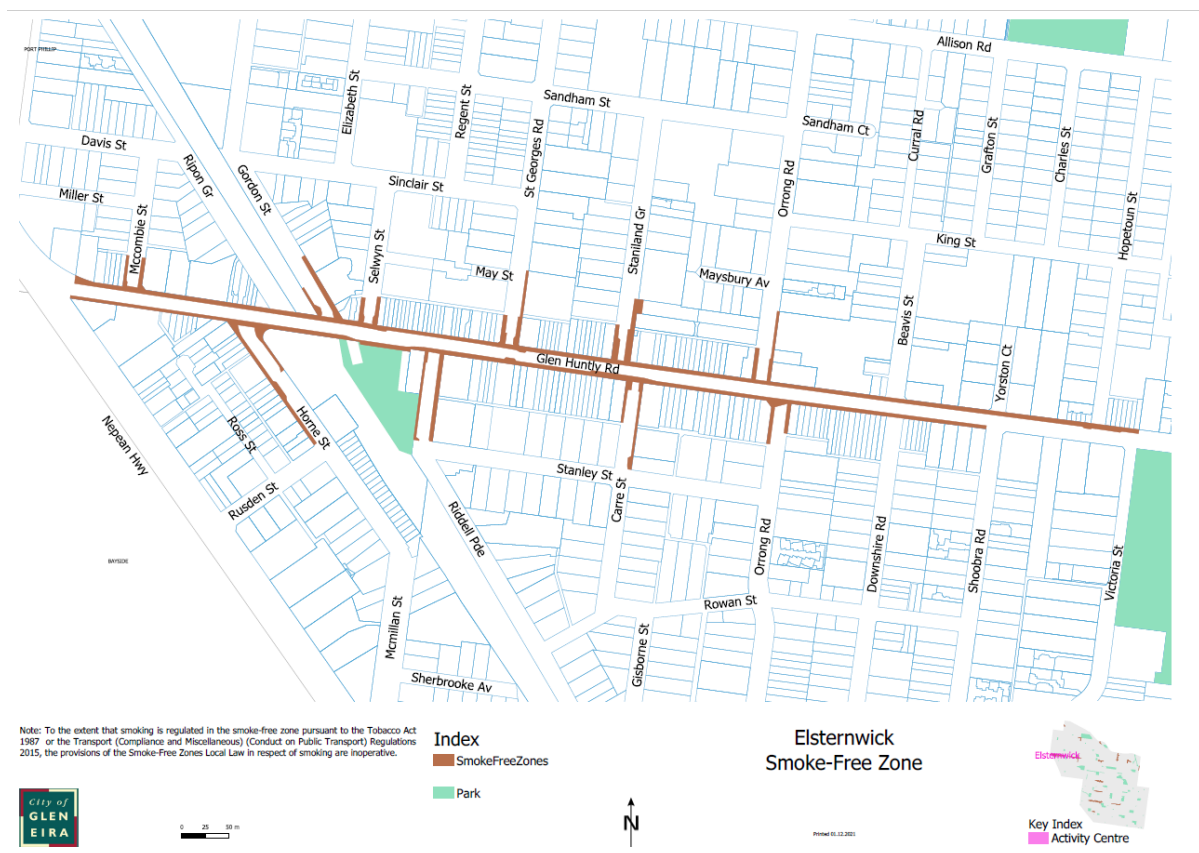 PORT PHILLIP
Allison Rd
Elizabeth St
Regent St
Sandham St
St Georges Rd
Sandham Ct
Curral Rd
Grafton St
Charles St
Davis St
Ripon Gr
Gordon St
Sinclair St
Orrong Rd
Miller St
Mccombie St
Selwyn St
May St
Staniland Gr
Maysbury Av
King St
Hopetoun St
Beavis St
Yorston Ct
Glen Huntly Rd
Nepean Hwy
Ross St
Horne St
Rusden St
Stanley St
Carre St
Riddell Pde
Orrong Rd
Downshire Rd
Shoobra Rd
Victoria St
BAYSIDE
Mcmillan St
Rowan St
Gisborne St
Sherbrooke Av
Note: To the extent that smoking is regulated in the smoke-free zone pursuant to the Tobacco Act
1987 or the Transport (Compliance and Miscellaneous) (Conduct on Public Transport) Regulations
2015, the provisions of the Smoke-Free Zones Local Law in respect of smoking are inoperative.
Index
SmokeFreeZones
Park
Elsternwick
Smoke-Free Zone
Elsternwick
City of
GLEN
EIRA
0 25 50 m
N
Printed 01.12.2021
Key Index
Activity Centre